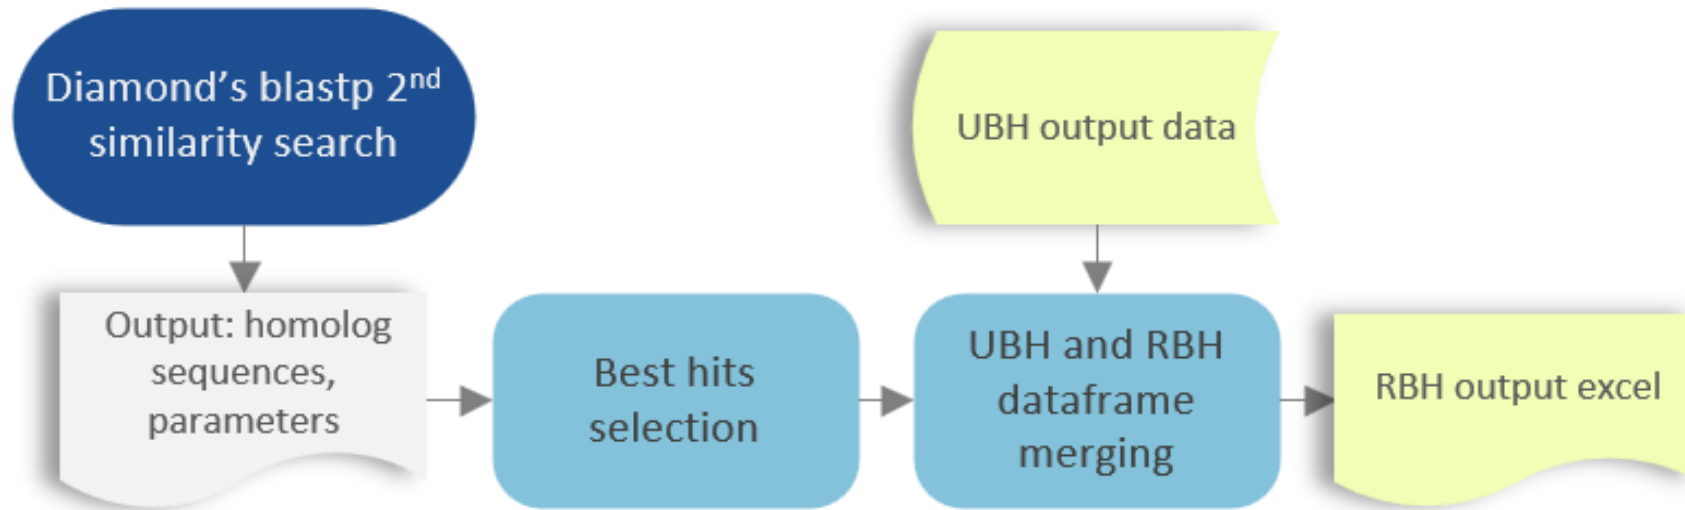 Diamond's blastp 2nd
similarity search
Output: homolog
sequences,
parameters
Best hits
selection
UBH output data
UBH and RBH
dataframe
merging
RBH output excel